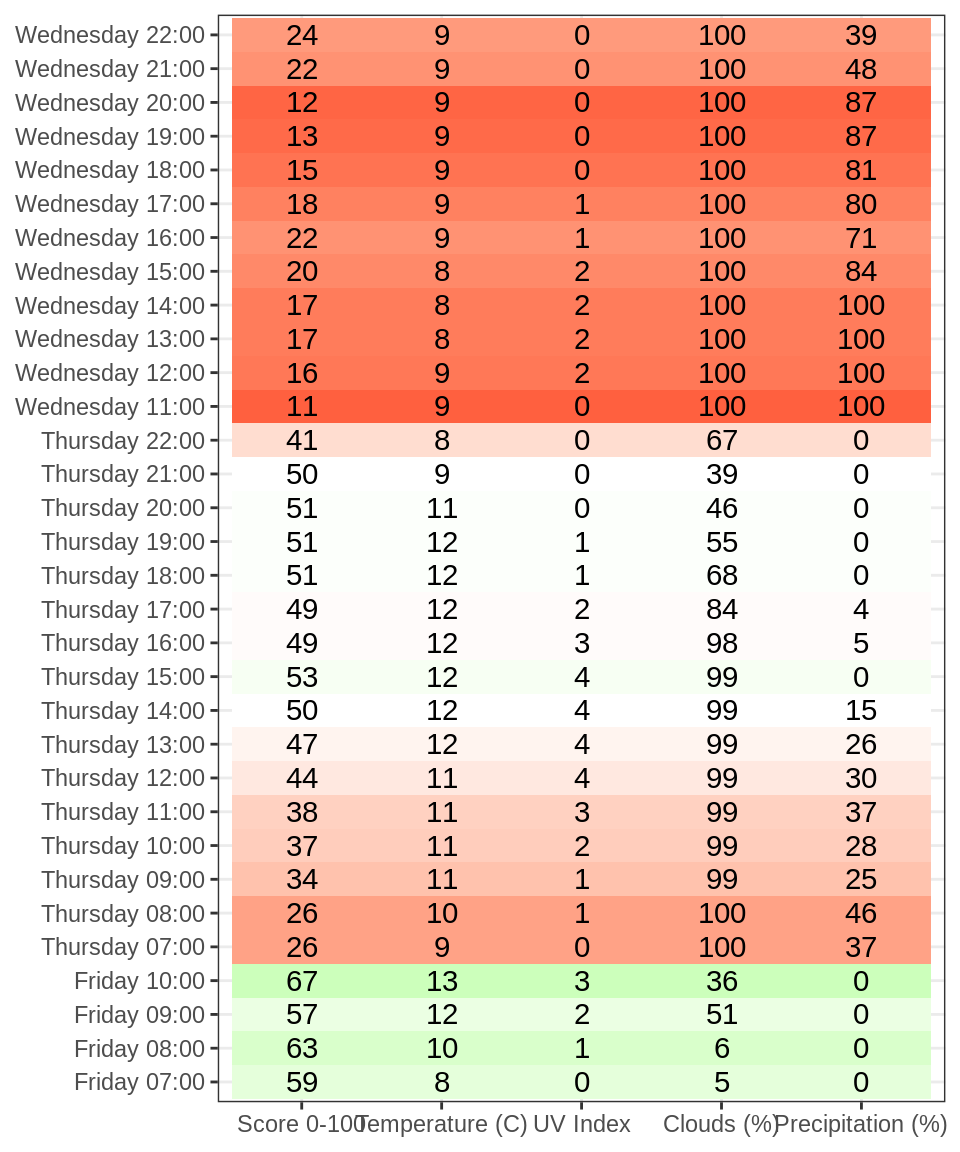 Wednesday 22:00 24 9 0 100 39
Wednesday 21:00 22 9 0 100 48
Wednesday 20:00 12 9 0 100 87
Wednesday 19:00 13 9 0 100 87
Wednesday 18:00 15 9 0 100 81
Wednesday 17:00 18 9 1 100 80
Wednesday 16:00 22 9 1 100 71
Wednesday 15:00 20 8 2 100 84
Wednesday 14:00 17 8 2 100 100
Wednesday 13:00 17 8 2 100 100
Wednesday 12:00 16 9 2 100 100
Wednesday 11:00 11 9 0 100 100
Thursday 22:00 41 8 0 67 0
Thursday 21:00 50 9 0 39 0
Thursday 20:00 51 11 0 46 0
Thursday 19:00 51 12 1 55 0
Thursday 18:00 51 12 1 68 0
Thursday 17:00 49 12 2 84 4
Thursday 16:00 49 12 3 98 5
Thursday 15:00 53 12 4 99 0
Thursday 14:00 50 12 4 99 15
Thursday 13:00 47 12 4 99 26
Thursday 12:00 44 11 4 99 30
Thursday 11:00 38 11 3 99 37
Thursday 10:00 37 11 2 99 28
Thursday 09:00 34 11 1 99 25
Thursday 08:00 26 10 1 100 46
Thursday 07:00 26 9 0 100 37
Friday 10:00 67 13 3 36 0
Friday 09:00 57 12 2 51 0
Friday 08:00 63 10 1 6 0
Friday 07:00 59 8 0 5 0
Score 0-100 Temperature (C) UV Index Clouds (%) Precipitation (%)